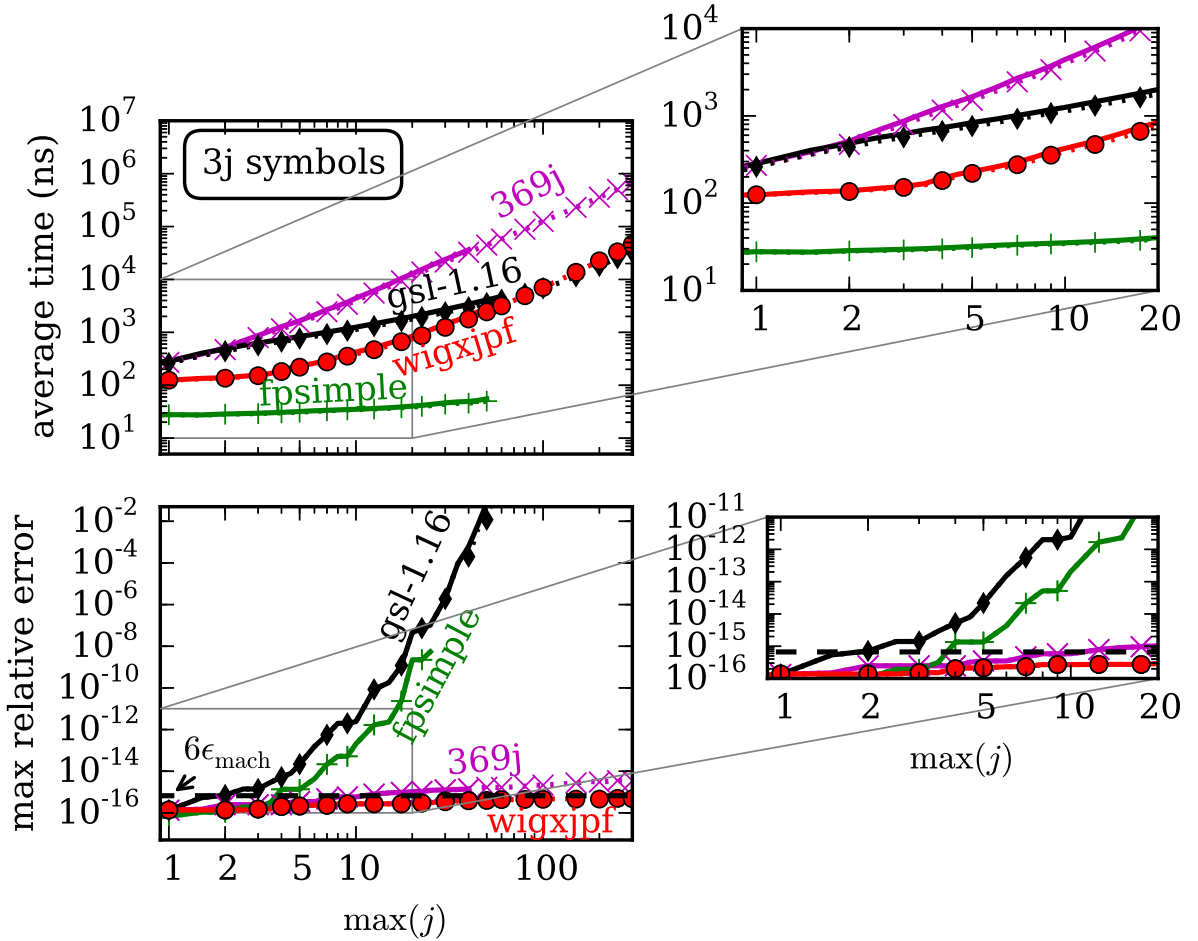 10^4
10^3
10^2
10^1
1
2
5
10
20
average time (ns)
10^7
10^6
10^5
10^4
10^3
10^2
10^1
3j symbols
369j
gsl-1.16
wigxjpf
fpsimple
max relative error
10^-2
10^-4
10^-6
10^-8
10^-10
10^-12
10^-14
10^-16
gsl-1.16
fpsimple
6ϵ_mach
369j
wigxjpf
1
2
5
10
100
max(j)
10^-11
10^-12
10^-13
10^-14
10^-15
10^-16
1
2
5
10
20
max(j)